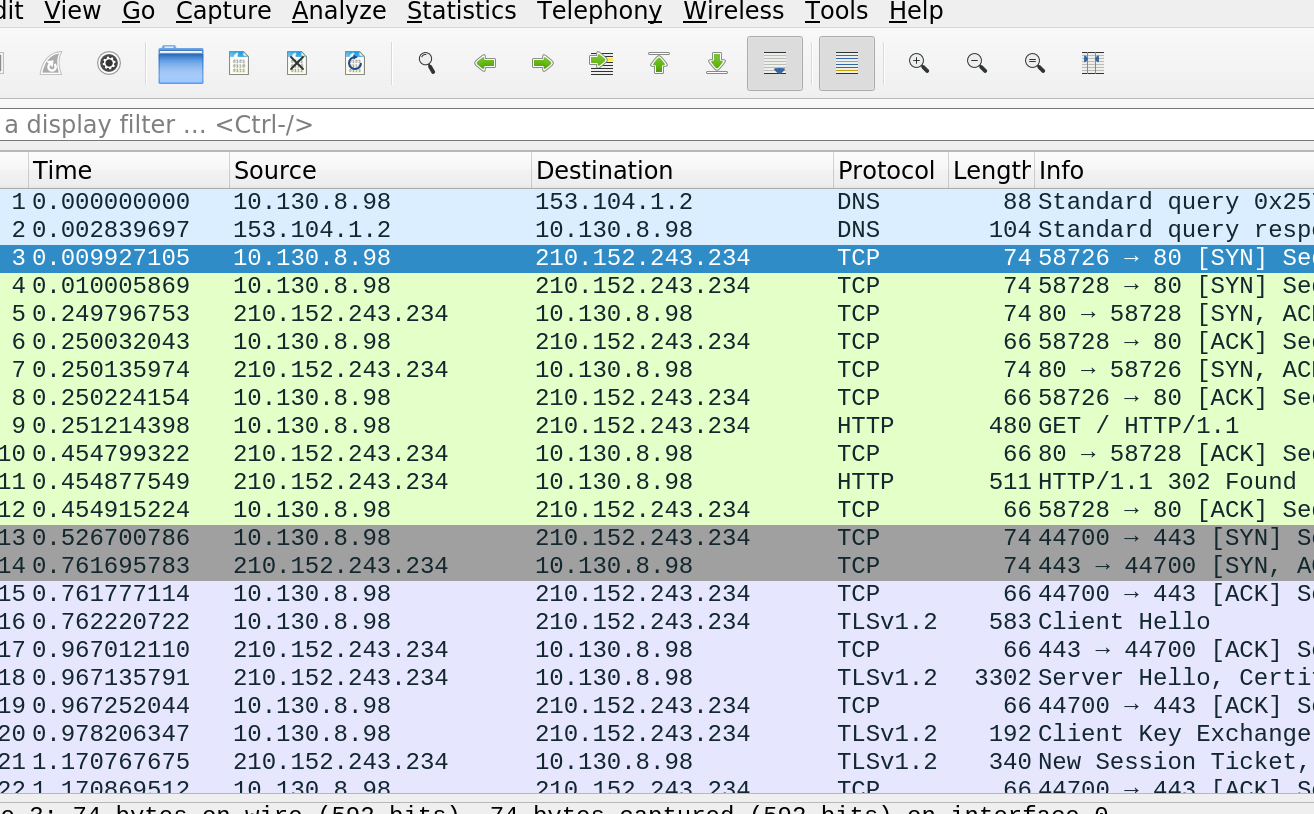 dit View Go Capture Analyze Statistics Telephony Wireless Tools Help
a display filter ... <Ctrl-/>
Time Source Destination Protocol Length Info
1 0.000000000 10.130.8.98 153.104.1.2 DNS 88 Standard query 0x25
2 0.002839697 153.104.1.2 10.130.8.98 DNS 104 Standard query resp
3 0.009927105 10.130.8.98 210.152.243.234 TCP 74 58726 → 80 [SYN] Se
4 0.010005869 10.130.8.98 210.152.243.234 TCP 74 58728 → 80 [SYN] Se
5 0.249796753 210.152.243.234 10.130.8.98 TCP 74 80 → 58728 [SYN, AC
6 0.250032043 10.130.8.98 210.152.243.234 TCP 66 58728 → 80 [ACK] Se
7 0.250135974 210.152.243.234 10.130.8.98 TCP 74 80 → 58726 [SYN, AC
8 0.250224154 10.130.8.98 210.152.243.234 TCP 66 58726 → 80 [ACK] Se
9 0.251214398 10.130.8.98 210.152.243.234 HTTP 480 GET / HTTP/1.1
10 0.454799322 210.152.243.234 10.130.8.98 TCP 66 80 → 58728 [ACK] Se
11 0.454877549 210.152.243.234 10.130.8.98 HTTP 511 HTTP/1.1 302 Found
12 0.454915224 10.130.8.98 210.152.243.234 TCP 66 58728 → 80 [ACK] Se
13 0.526700786 10.130.8.98 210.152.243.234 TCP 74 44700 → 443 [SYN] S
14 0.761695783 210.152.243.234 10.130.8.98 TCP 74 443 → 44700 [SYN, A
15 0.761777114 10.130.8.98 210.152.243.234 TCP 66 44700 → 443 [ACK] S
16 0.762220722 10.130.8.98 210.152.243.234 TLSv1.2 583 Client Hello
17 0.967012110 210.152.243.234 10.130.8.98 TCP 66 443 → 44700 [ACK] S
18 0.967135791 210.152.243.234 10.130.8.98 TLSv1.2 3302 Server Hello, Certi
19 0.967252044 10.130.8.98 210.152.243.234 TCP 66 44700 → 443 [ACK] S
20 0.978206347 10.130.8.98 210.152.243.234 TLSv1.2 192 Client Key Exchange
21 1.170767675 210.152.243.234 10.130.8.98 TLSv1.2 340 New Session Ticket,
22 1.170869512 10.130.8.98 210.152.243.234 TCP 66 44700 → 443 [ACK] S
e 3: 74 bytes on wire (592 bits), 74 bytes captured (592 bits) on interface 0